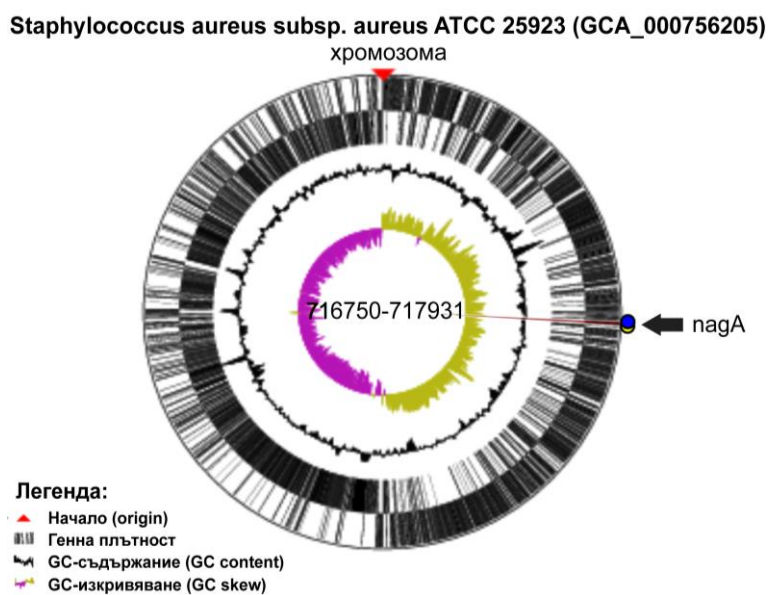 Staphylococcus aureus subsp. aureus ATCC 25923 (GCA_000756205)
хромозома
716750-717931
nagA
Легенда:
Начало (origin)
Генна плътност
GC-съдържание (GC content)
GC-изкривяване (GC skew)